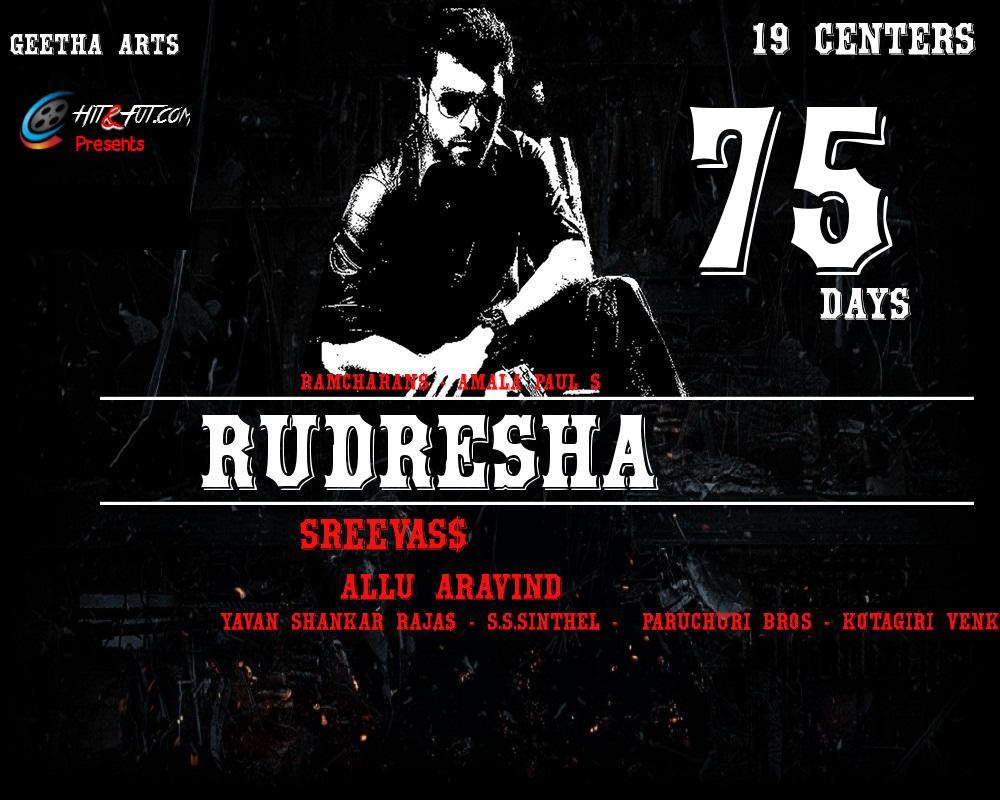 GEETHA ARTS
19 CENTERS
HIT&FUT.COM
Presents
75
DAYS
RAMCHARAN$ - AMALA PAUL $
RUDRESHA
SREEVAS$
ALLU ARAVIND
YAVAN SHANKAR RAJA$ - S.S.SINTHEL - PARUCHURI BROS - KOTAGIRI VENK